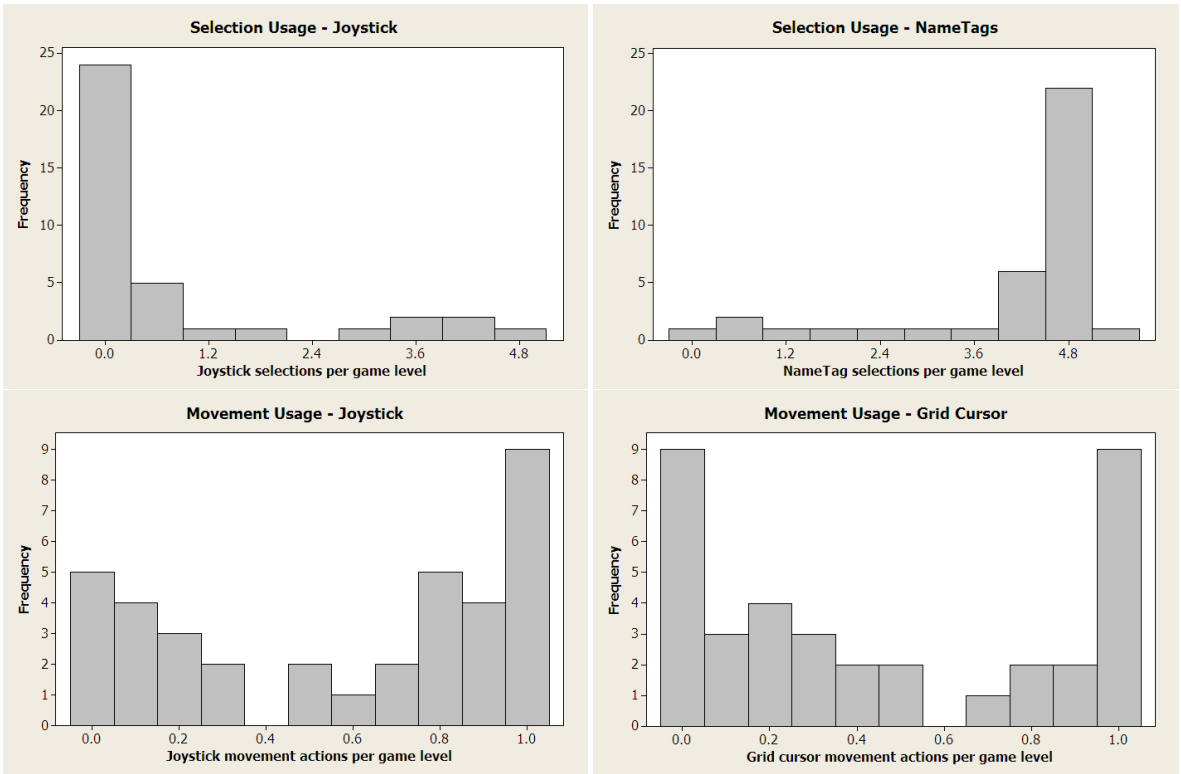 Selection Usage - Joystick
25
20
15
10
5
0
Frequency
0.0 1.2 2.4 3.6 4.8
Joystick selections per game level
Selection Usage - NameTags
25
20
15
10
5
0
Frequency
0.0 1.2 2.4 3.6 4.8
NameTag selections per game level
Movement Usage - Joystick
9
8
7
6
5
4
3
2
1
0
Frequency
0.0 0.2 0.4 0.6 0.8 1.0
Joystick movement actions per game level
Movement Usage - Grid Cursor
9
8
7
6
5
4
3
2
1
0
Frequency
0.0 0.2 0.4 0.6 0.8 1.0
Grid cursor movement actions per game level